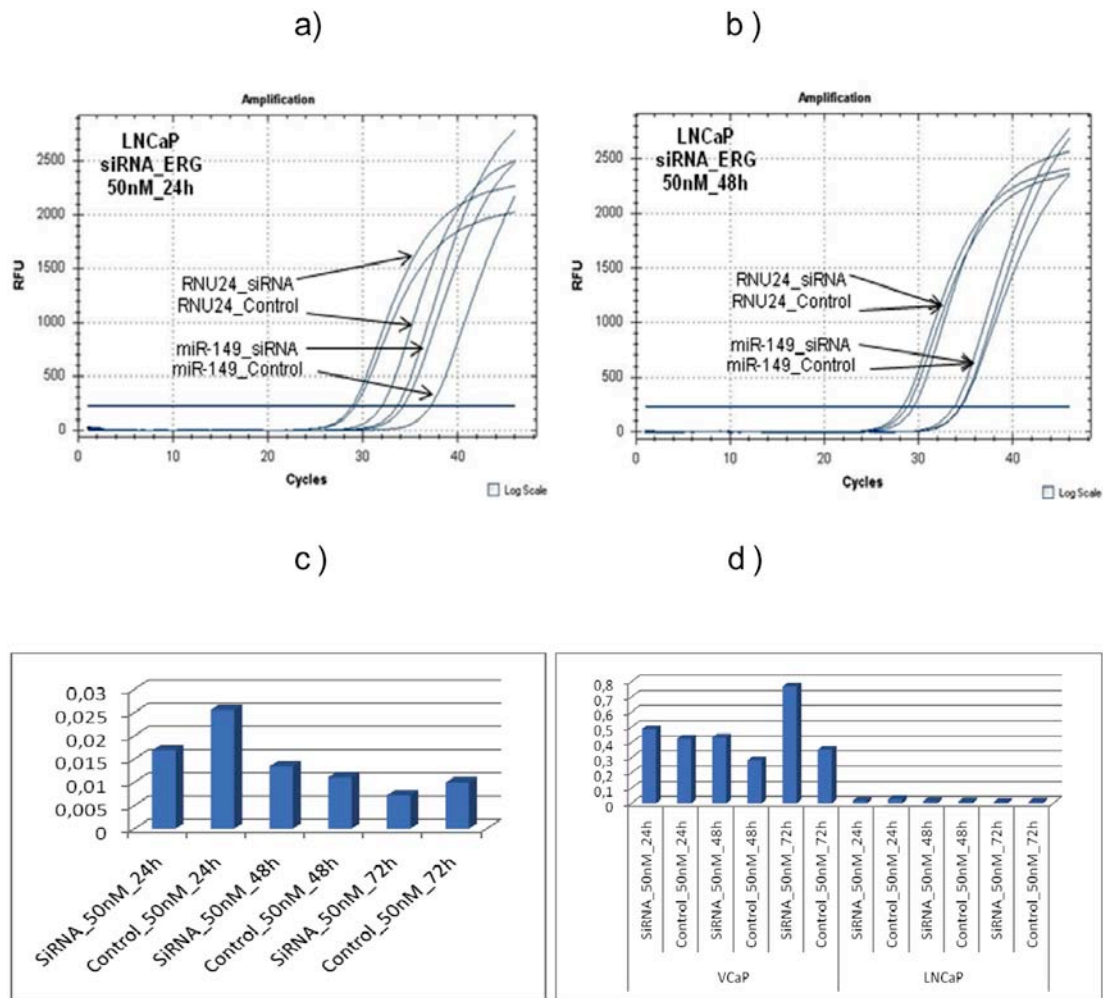 a)
Amplification
LNCaP
siRNA_ERG
50nM_24h
2500
2000
1500
1000
500
0
RFU
RNU24_siRNA
RNU24_Control
miR-149_siRNA
miR-149_Control
0 10 20 30 40
Cycles
Log Scale
b)
Amplification
LNCaP
siRNA_ERG
50nM_48h
2500
2000
1500
1000
500
0
RFU
RNU24_siRNA
RNU24_Control
miR-149_siRNA
miR-149_Control
0 10 20 30 40
Cycles
Log Scale
c)
0,03
0,025
0,02
0,015
0,01
0,005
0
SiRNA_50nM_24h
Control_50nM_24h
SiRNA_50nM_48h
Control_50nM_48h
SiRNA_50nM_72h
Control_50nM_72h
d)
0,8
0,7
0,6
0,5
0,4
0,3
0,2
0,1
0
SiRNA_50nM_24h
Control_50nM_24h
SiRNA_50nM_48h
Control_50nM_48h
SiRNA_50nM_72h
Control_50nM_72h
SiRNA_50nM_24h
Control_50nM_24h
SiRNA_50nM_48h
Control_50nM_48h
SiRNA_50nM_72h
Control_50nM_72h
VCaP
LNCaP